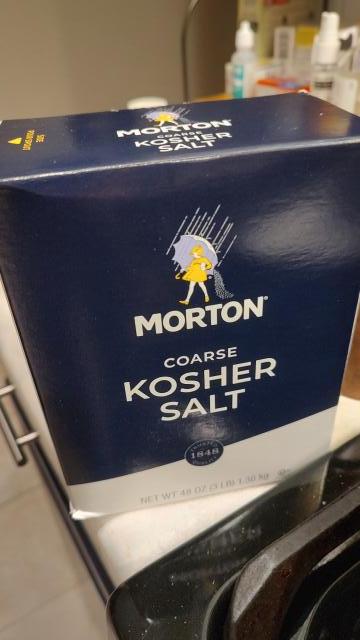 MORTON
COARSE
KOSHER
SALT
MORTON®
COARSE
KOSHER
SALT
1848
NET WT 48 OZ (3 LB) 1.36 kg